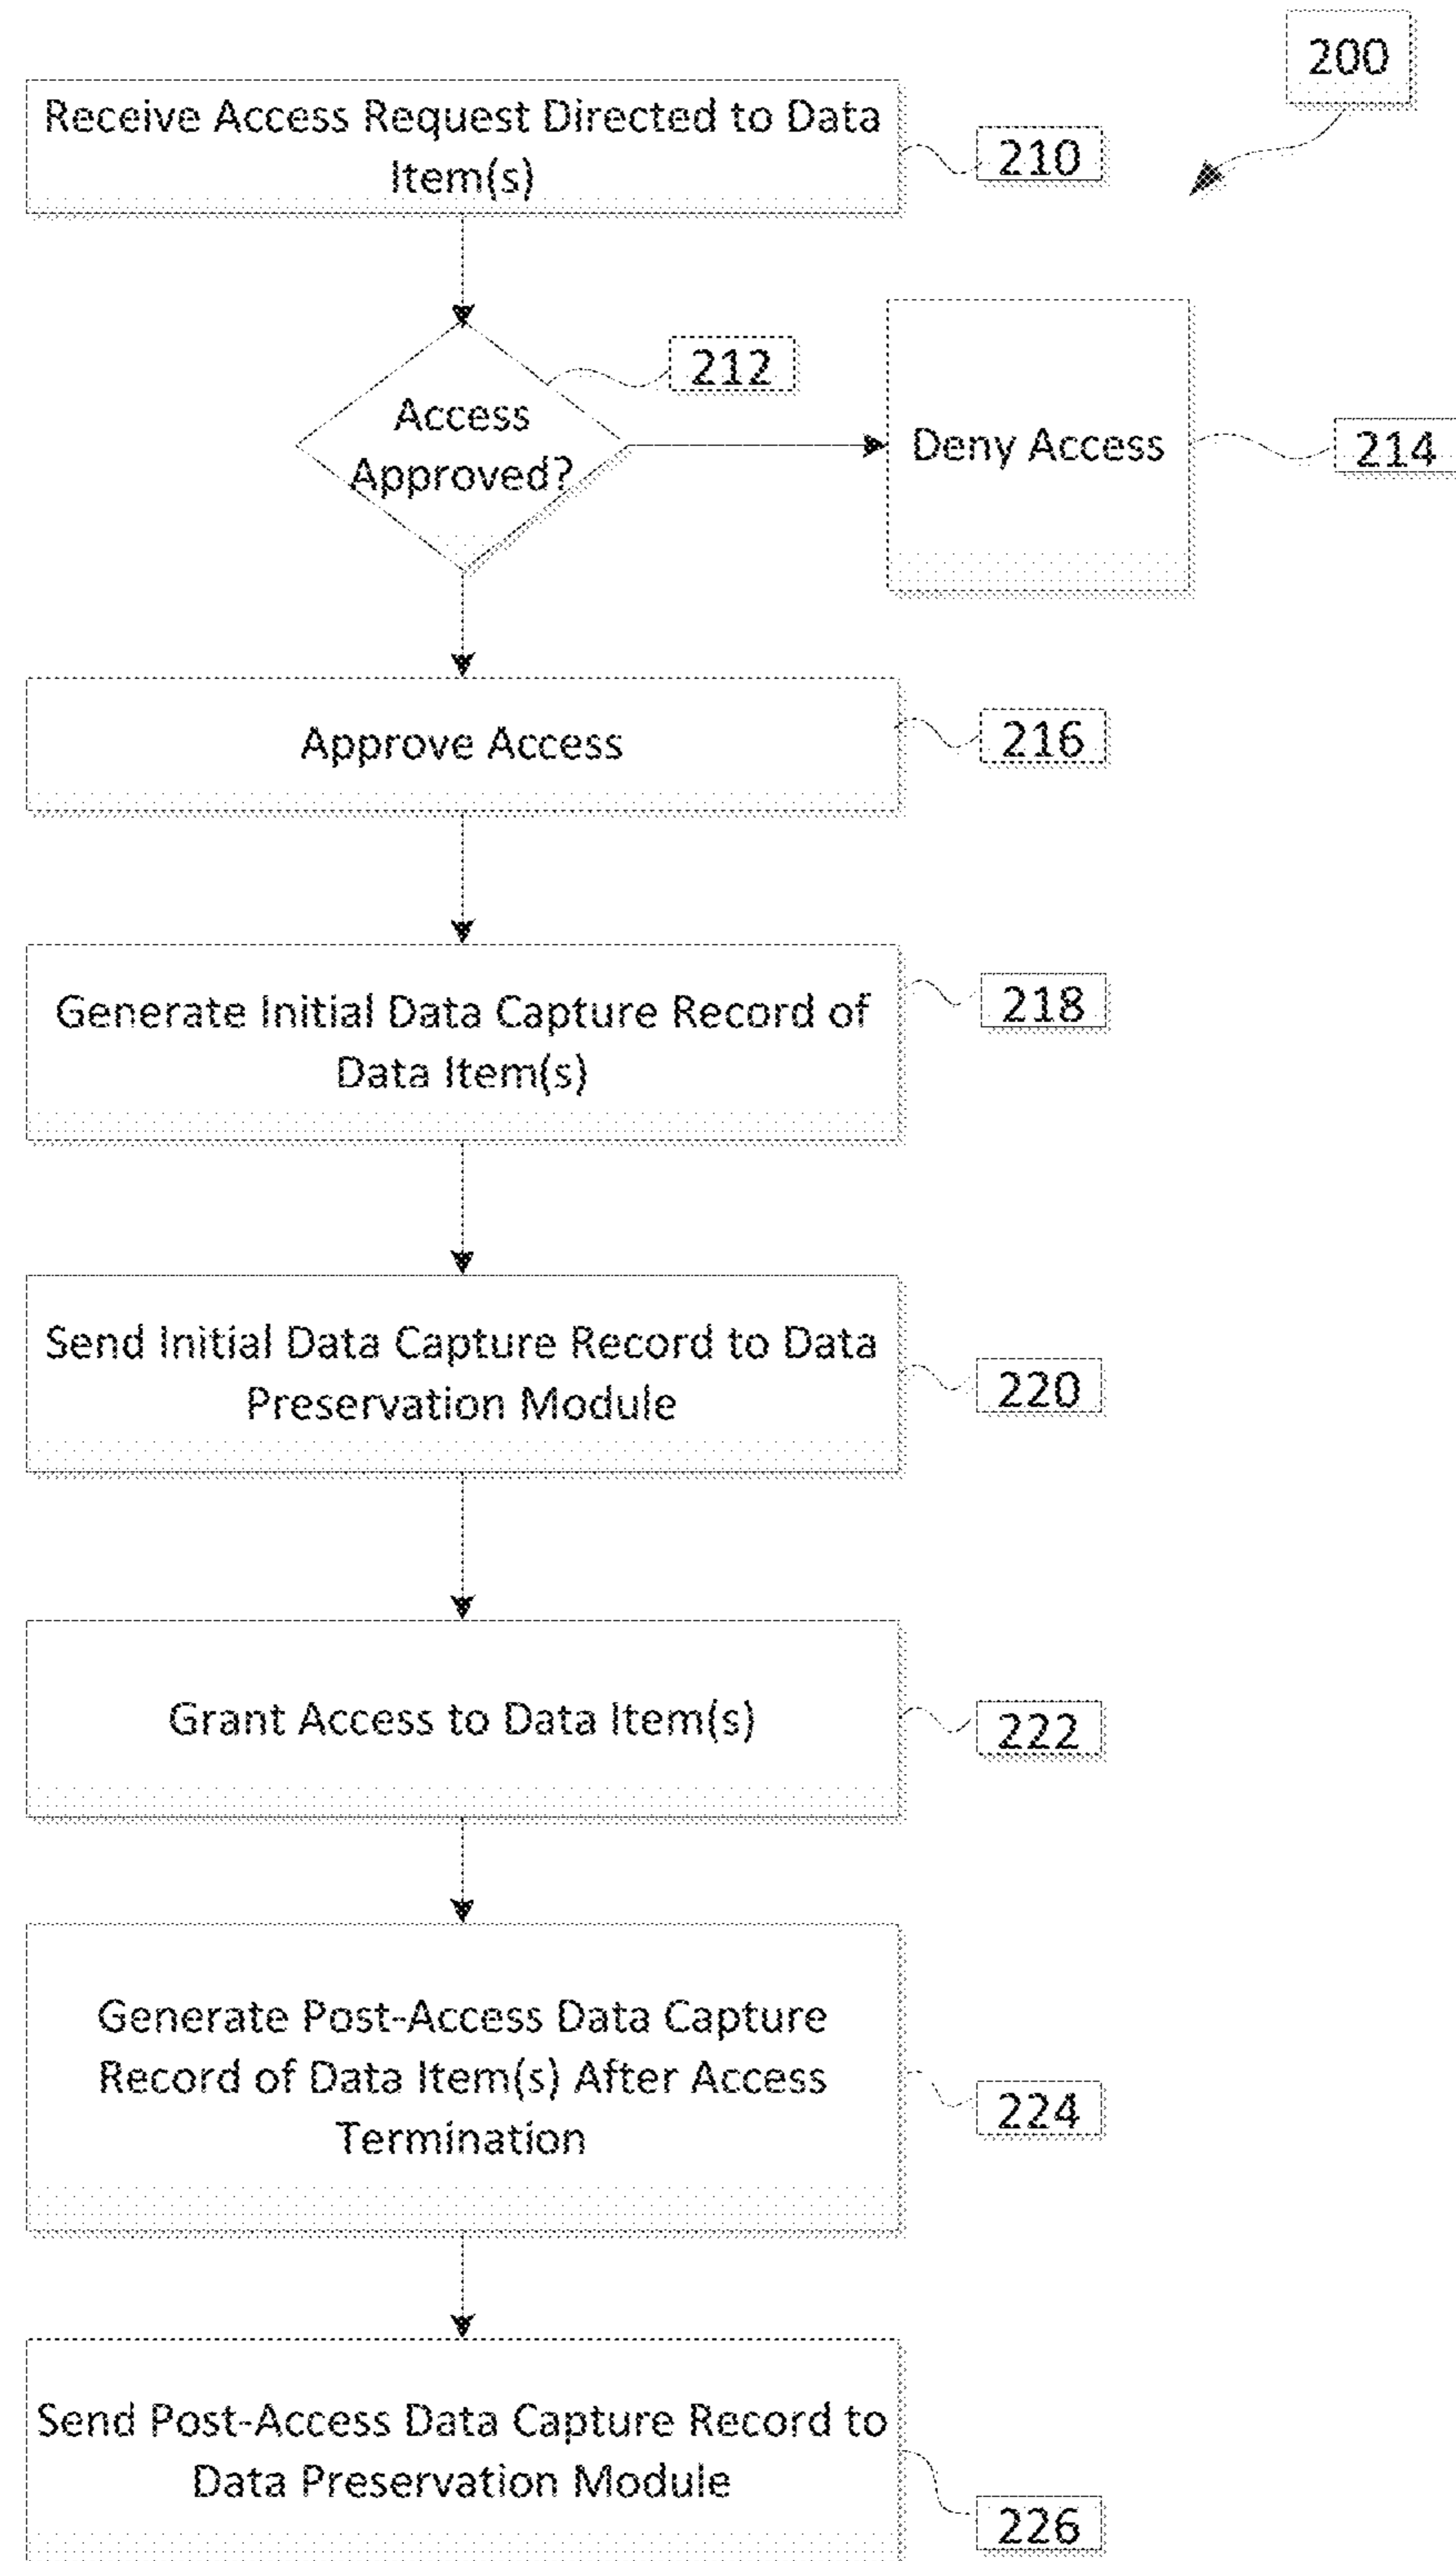 200
Receive Access Request Directed to Data
Item(s)
210
212
Access
Approved?
Deny Access
214
Approve Access
216
Generate Initial Data Capture Record of
Data Item(s)
218
Send Initial Data Capture Record to Data
Preservation Module
220
Grant Access to Data Item(s)
222
Generate Post-Access Data Capture
Record of Data Item(s) After Access
Termination
224
Send Post-Access Data Capture Record to
Data Preservation Module
226